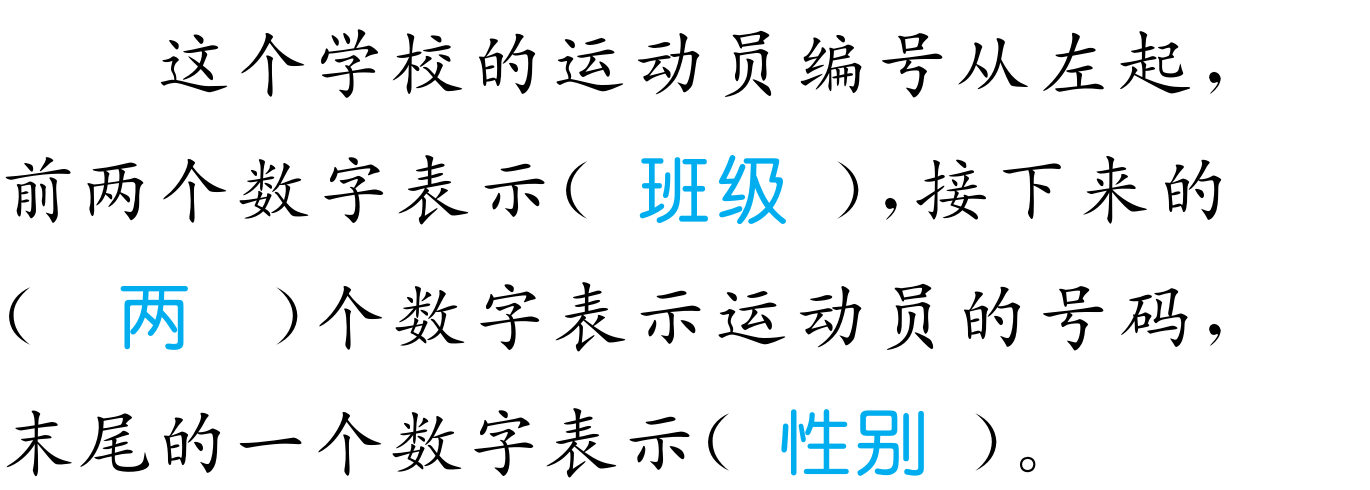 这个学校的运动员编号从左起，
前两个数字表示（ 班级 ），接下来的
（ 两 ）个数字表示运动员的号码，
末尾的一个数字表示（ 性别 ）。